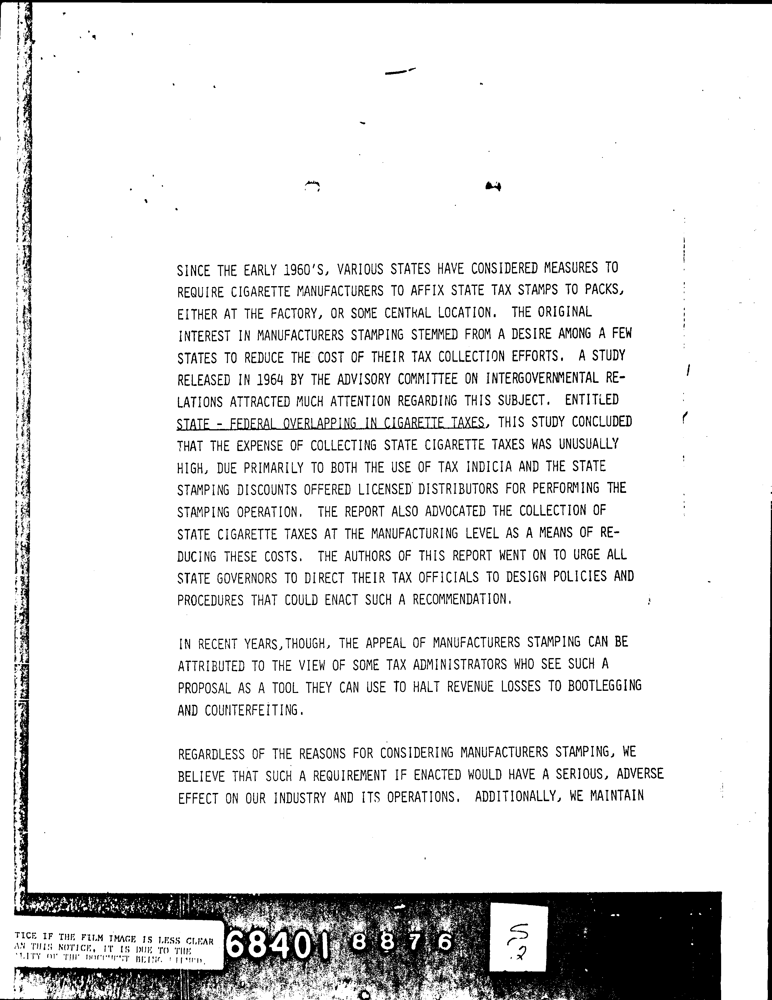 SINCE THE EARLY 1960'S, VARIOUS STATES HAVE CONSIDERED MEASURES TO
REQUIRE CIGARETTE MANUFACTURERS TO AFFIX STATE TAX STAMPS TO PACKS,
EITHER AT THE FACTORY, OR SOME CENTRAL LOCATION. THE ORIGINAL
INTEREST IN MANUFACTURERS STAMPING STEMMED FROM A DESIRE AMONG A FEW
STATES TO REDUCE THE COST OF THEIR TAX COLLECTION EFFORTS. A STUDY
RELEASED IN 1964 BY THE ADVISORY COMMITTEE ON INTERGOVERNMENTAL RE-
LATIONS ATTRACTED MUCH ATTENTION REGARDING THIS SUBJECT. ENTITLED
STATE - FEDERAL OVERLAPPING IN CIGARETTE TAXES, THIS STUDY CONCLUDED
THAT THE EXPENSE OF COLLECTING STATE CIGARETTE TAXES WAS UNUSUALLY
HIGH, DUE PRIMARILY TO BOTH THE USE OF TAX INDICIA AND THE STATE
STAMPING DISCOUNTS OFFERED LICENSED DISTRIBUTORS FOR PERFORMING THE
STAMPING OPERATION. THE REPORT ALSO ADVOCATED THE COLLECTION OF
STATE CIGARETTE TAXES AT THE MANUFACTURING LEVEL AS A MEANS OF RE-
DUCING THESE COSTS. THE AUTHORS OF THIS REPORT WENT ON TO URGE ALL
STATE GOVERNORS TO DIRECT THEIR TAX OFFICIALS TO DESIGN POLICIES AND
PROCEDURES THAT COULD ENACT SUCH A RECOMMENDATION.
IN RECENT YEARS, THOUGH, THE APPEAL OF MANUFACTURERS STAMPING CAN BE
ATTRIBUTED TO THE VIEW OF SOME TAX ADMINISTRATORS WHO SEE SUCH A
PROPOSAL AS A TOOL THEY CAN USE TO HALT REVENUE LOSSES TO BOOTLEGGING
AND COUNTERFEITING.
REGARDLESS OF THE REASONS FOR CONSIDERING MANUFACTURERS STAMPING, WE
BELIEVE THAT SUCH A REQUIREMENT IF ENACTED WOULD HAVE A SERIOUS, ADVERSE
EFFECT ON OUR INDUSTRY AND ITS OPERATIONS. ADDITIONALLY, WE MAINTAIN
TICE IF THE FILM IMAGE IS LESS CLEAR
AN THIS NOTICE, IT IS DUE TO THE
68401 8876